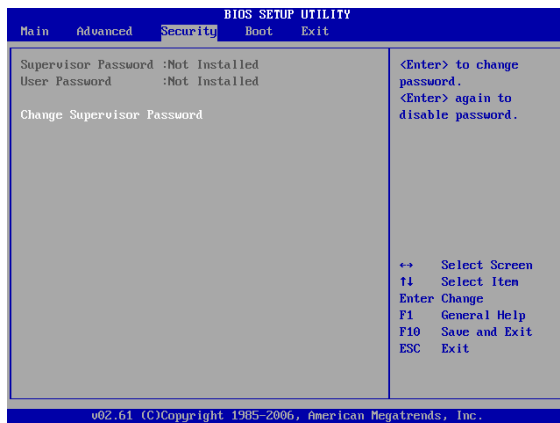 BIOS SETUP UTILITY
Main Advanced Security Boot Exit
Supervisor Password :Not Installed
User Password :Not Installed
Change Supervisor Password
<Enter> to change
password.
<Enter> again to
disable password.
↔ Select Screen
↑↓ Select Item
Enter Change
F1 General Help
F10 Save and Exit
ESC Exit
v02.61 (C)Copyright 1985-2006, American Megatrends, Inc.